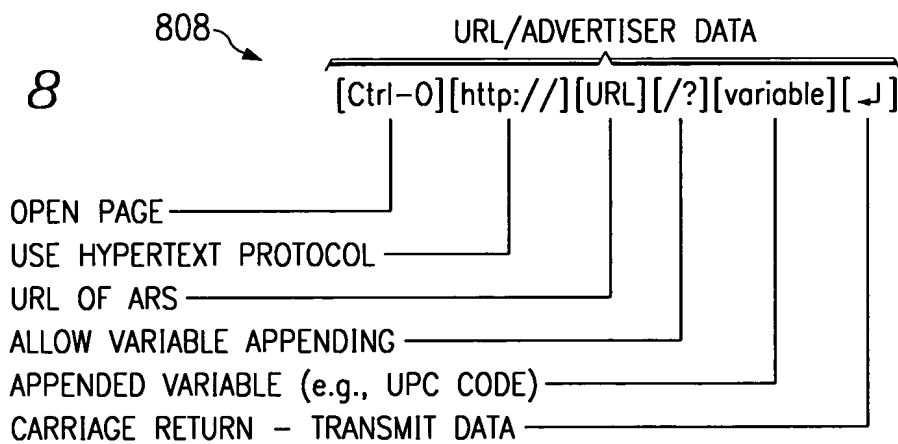 808
URL/ADVERTISER DATA
8
[Ctrl-O][http://][URL][/?][variable][↲]
OPEN PAGE
USE HYPERTEXT PROTOCOL
URL OF ARS
ALLOW VARIABLE APPENDING
APPENDED VARIABLE (e.g., UPC CODE)
CARRIAGE RETURN – TRANSMIT DATA